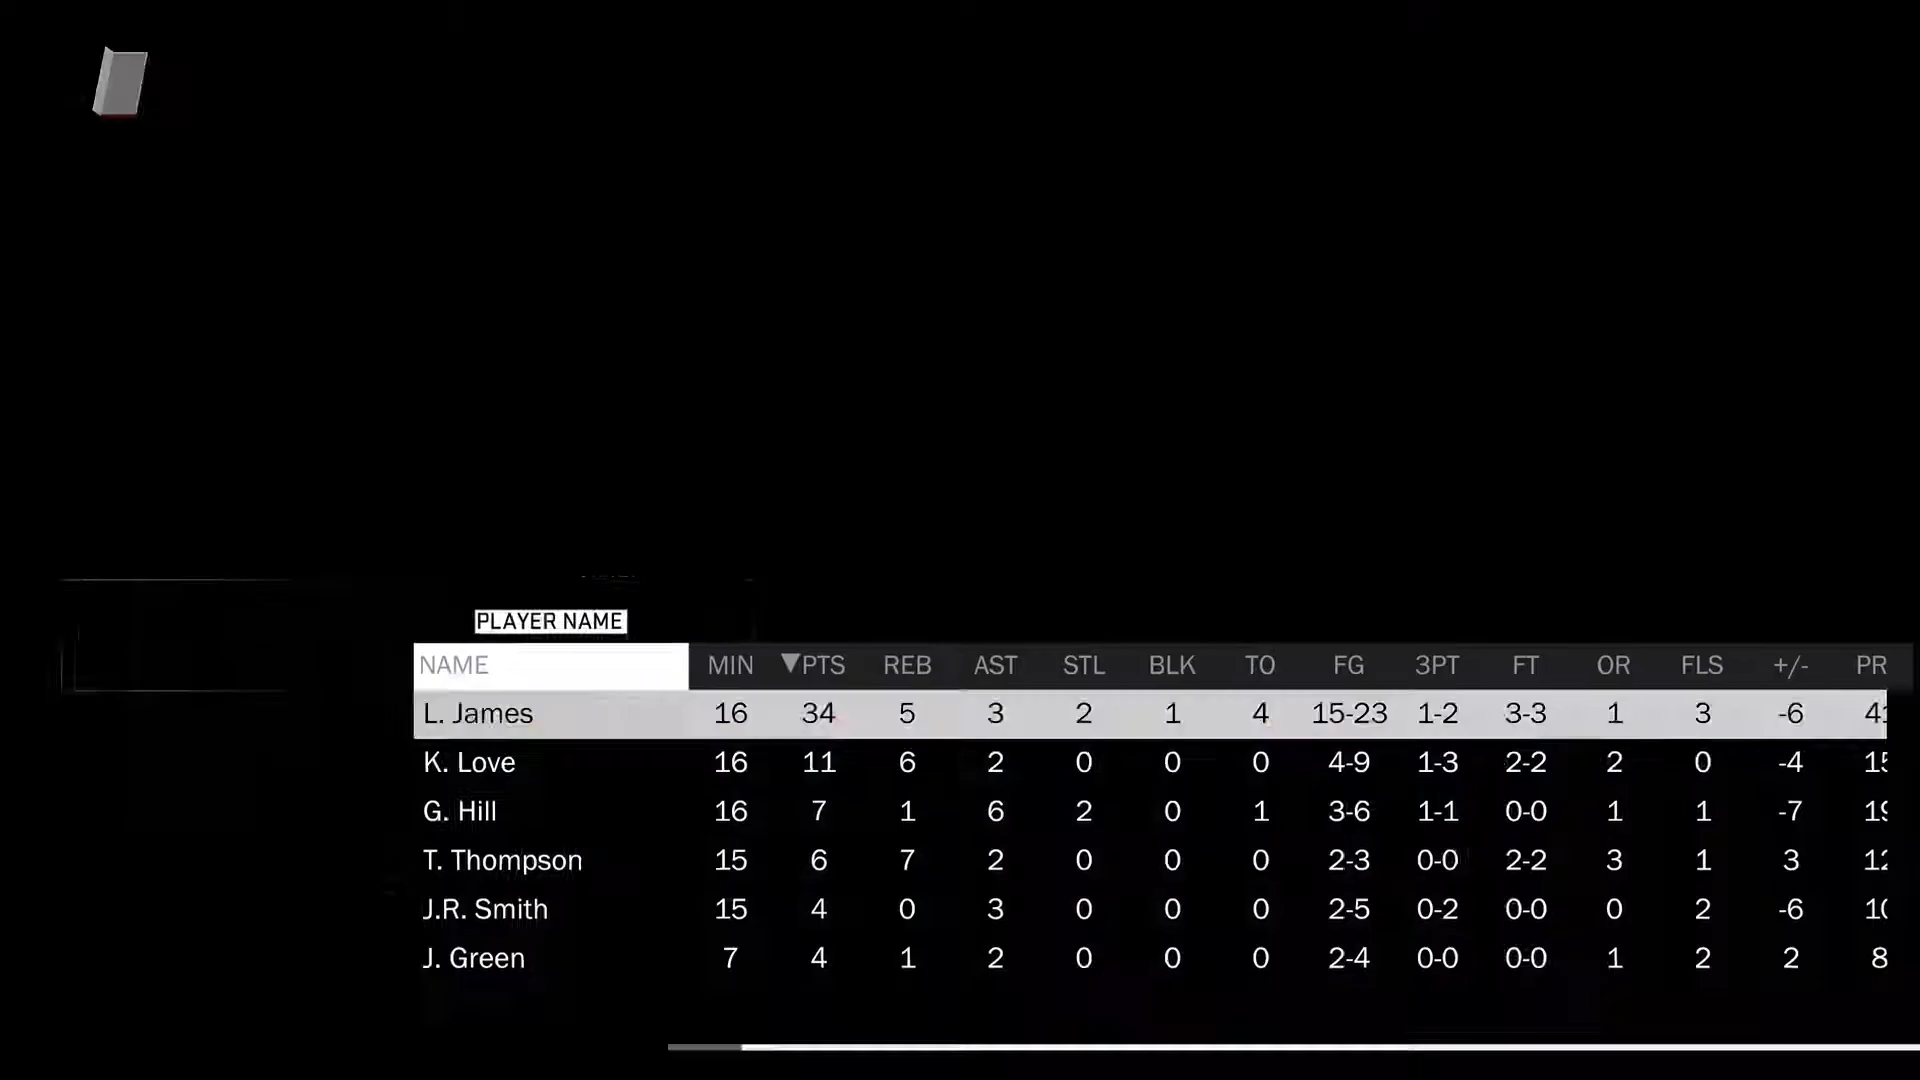 PLAYER NAME
NAME MIN ▼PTS REB AST STL BLK TO FG 3PT FT OR FLS +/- PR
L. James 16 34 5 3 2 1 4 15-23 1-2 3-3 1 3 -6
K. Love 16 11 6 2 0 0 0 4-9 1-3 2-2 2 0 -4
G. Hill 16 7 1 6 2 0 1 3-6 1-1 0-0 1 1 -7
T. Thompson 15 6 7 2 0 0 0 2-3 0-0 2-2 3 1 3
J.R. Smith 15 4 0 3 0 0 0 2-5 0-2 0-0 0 2 -6
J. Green 7 4 1 2 0 0 0 2-4 0-0 0-0 1 2 2 8